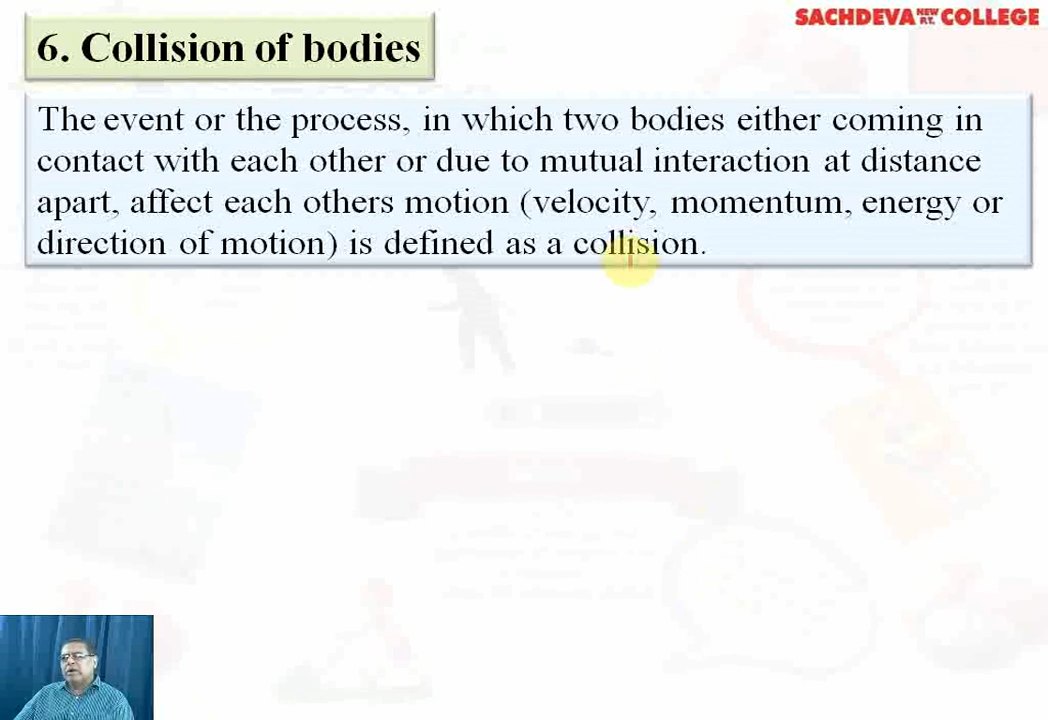 SACHDEVA NEW P.T. COLLEGE
6. Collision of bodies
The event or the process, in which two bodies either coming in
contact with each other or due to mutual interaction at distance
apart, affect each others motion (velocity, momentum, energy or
direction of motion) is defined as a collision.